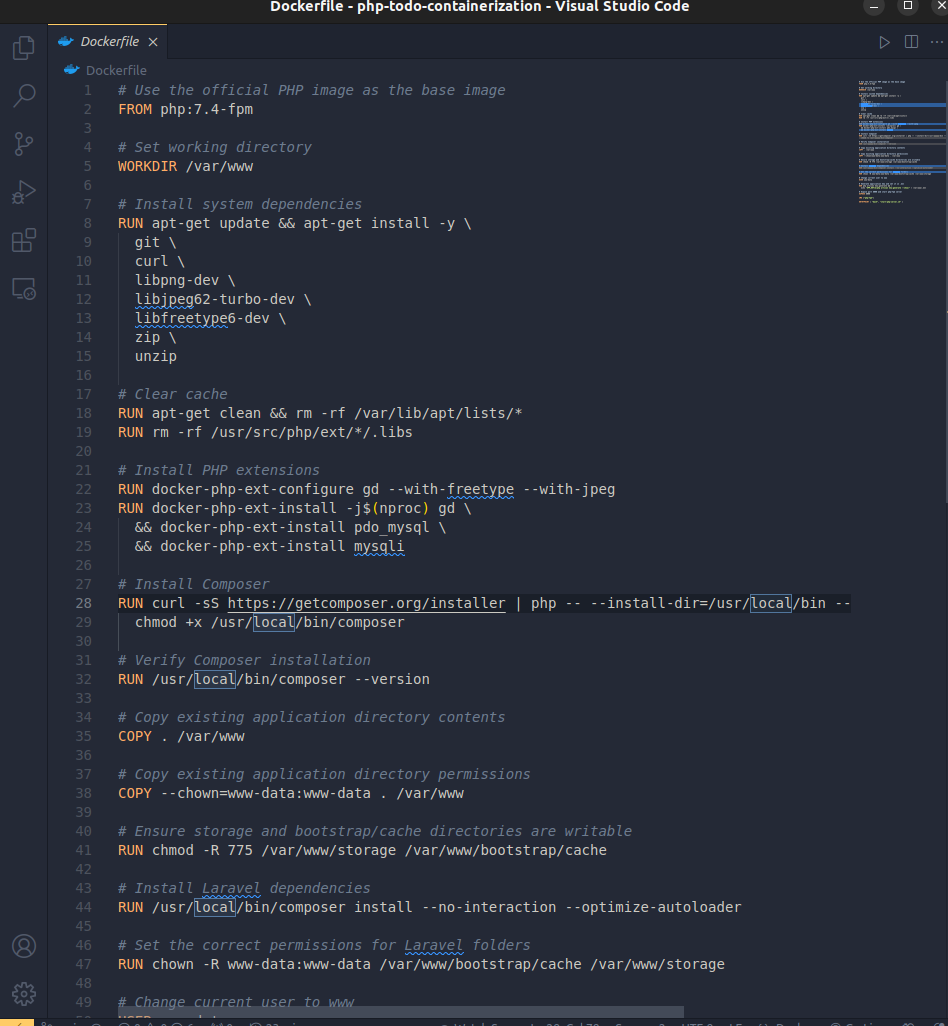 Dockerfile - php-todo-containerization - Visual Studio Code
Dockerfile
Dockerfile
1 # Use the official PHP image as the base image
2 FROM php:7.4-fpm
3
4 # Set working directory
5 WORKDIR /var/www
6
7 # Install system dependencies
8 RUN apt-get update && apt-get install -y \
9 git \
10 curl \
11 libpng-dev \
12 libjpeg62-turbo-dev \
13 libfreetype6-dev \
14 zip \
15 unzip
16
17 # Clear cache
18 RUN apt-get clean && rm -rf /var/lib/apt/lists/*
19 RUN rm -rf /usr/src/php/ext/*/.libs
20
21 # Install PHP extensions
22 RUN docker-php-ext-configure gd --with-freetype --with-jpeg
23 RUN docker-php-ext-install -j$(nproc) gd \
24 && docker-php-ext-install pdo_mysql \
25 && docker-php-ext-install mysqli
26
27 # Install Composer
28 RUN curl -sS https://getcomposer.org/installer | php -- --install-dir=/usr/local/bin --
29 chmod +x /usr/local/bin/composer
30
31 # Verify Composer installation
32 RUN /usr/local/bin/composer --version
33
34 # Copy existing application directory contents
35 COPY . /var/www
36
37 # Copy existing application directory permissions
38 COPY --chown=www-data:www-data . /var/www
39
40 # Ensure storage and bootstrap/cache directories are writable
41 RUN chmod -R 775 /var/www/storage /var/www/bootstrap/cache
42
43 # Install Laravel dependencies
44 RUN /usr/local/bin/composer install --no-interaction --optimize-autoloader
45
46 # Set the correct permissions for Laravel folders
47 RUN chown -R www-data:www-data /var/www/bootstrap/cache /var/www/storage
48
49 # Change current user to www